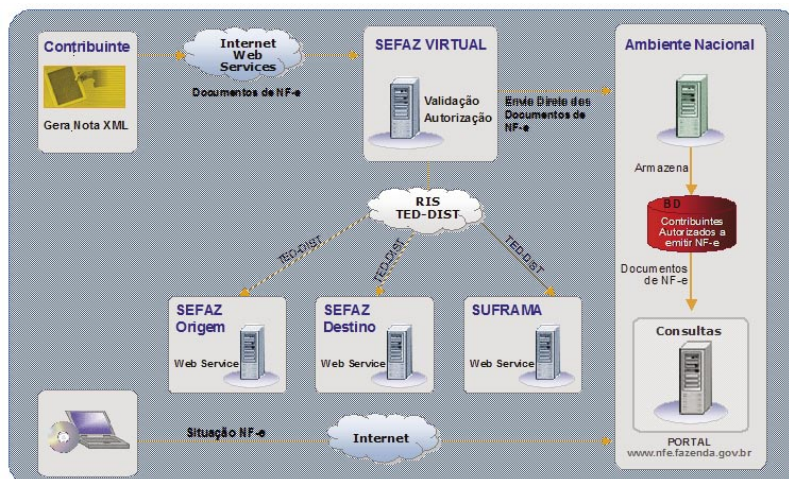 Contribuinte
Gera Nota XML
Internet
Web
Services
Documentos de NF-e
SEFAZ VIRTUAL
Validação
Autorização
Envio Direto dos
Documentos de
NF-e
Ambiente Nacional
Armazena
BD
Contribuintes
Autorizados a
emitir NF-e
Documentos
de NF-e
Consultas
PORTAL
www.nfe.fazenda.gov.br
RIS
TED-DIST
TED-DIST
TED-DIST
TED-DIST
SEFAZ
Origem
Web Service
SEFAZ
Destino
Web Service
SUFRAMA
Web Service
Situação NF-e
Internet